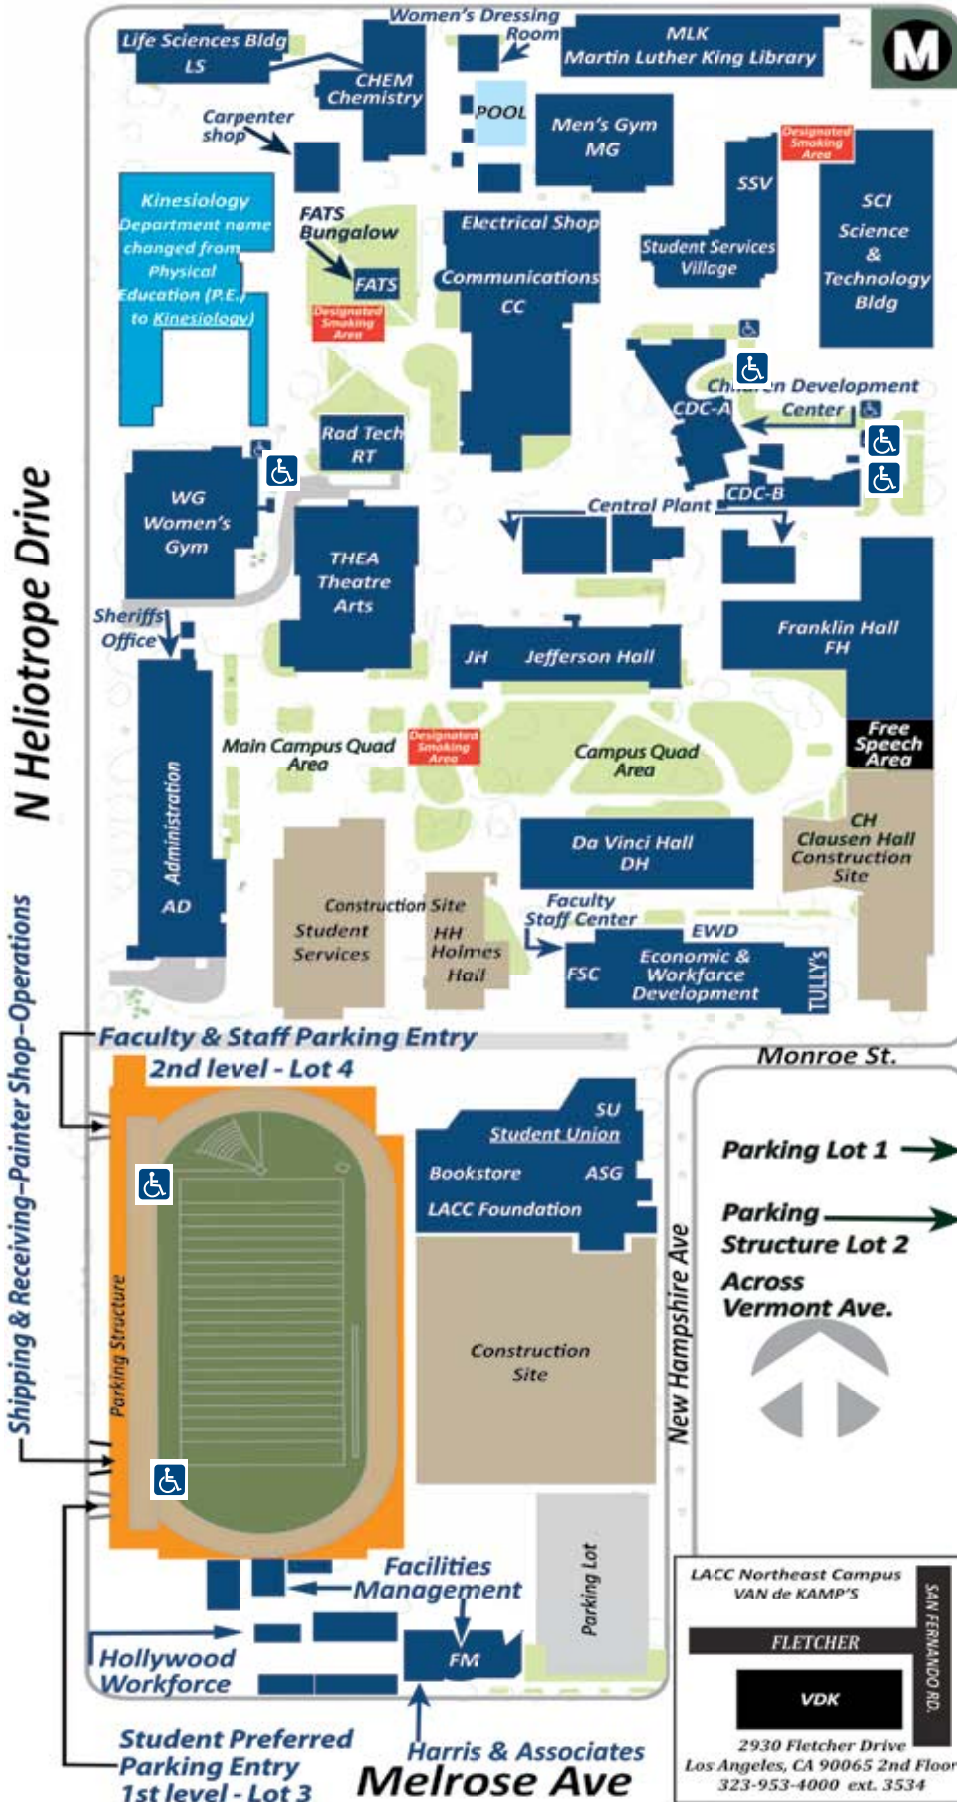 Women's Dressing
Room
Life Sciences Bldg
LS
CHEM
Chemistry
MLK
Martin Luther King Library
M
Carpenter
shop
POOL
Men's Gym
MG
Designated
Smoking
Area
SSV
Student Services
Village
SCI
Science
&
Technology
Bldg
Kinesiology
Department name
changed from
Physical
Education (P.E.)
to Kinesiology)
FATS
Bungalow
FATS
Designated
Smoking
Area
Electrical Shop
Communications
CC
Children Development
Center
CDC-A
CDC-B
Rad Tech
RT
WG
Women's
Gym
THEA
Theatre
Arts
Central Plant
N Heliotrope Drive
Sheriffs
Office
JH Jefferson Hall
Franklin Hall
FH
Free
Speech
Area
Main Campus Quad
Area
Designated
Smoking
Area
Campus Quad
Area
Administration
AD
Da Vinci Hall
DH
CH
Clausen Hall
Construction
Site
Construction Site
Student
Services
HH
Holmes
Hall
Faculty
Staff Center
FSC
EWD
Economic &
Workforce
Development
TULLY's
Shipping & Receiving–Painter Shop–Operations
Faculty & Staff Parking Entry
2nd level - Lot 4
Monroe St.
SU
Student Union
Bookstore ASG
LACC Foundation
Parking Lot 1
Parking
Structure Lot 2
Across
Vermont Ave.
Parking Structure
Construction
Site
New Hampshire Ave
Parking Lot
Facilities
Management
FM
Hollywood
Workforce
Student Preferred
Parking Entry
1st level - Lot 3
Harris & Associates
Melrose Ave
LACC Northeast Campus
VAN de KAMP'S
FLETCHER
SAN FERNANDO RD.
VDK
2930 Fletcher Drive
Los Angeles, CA 90065 2nd Floor
323-953-4000 ext. 3534